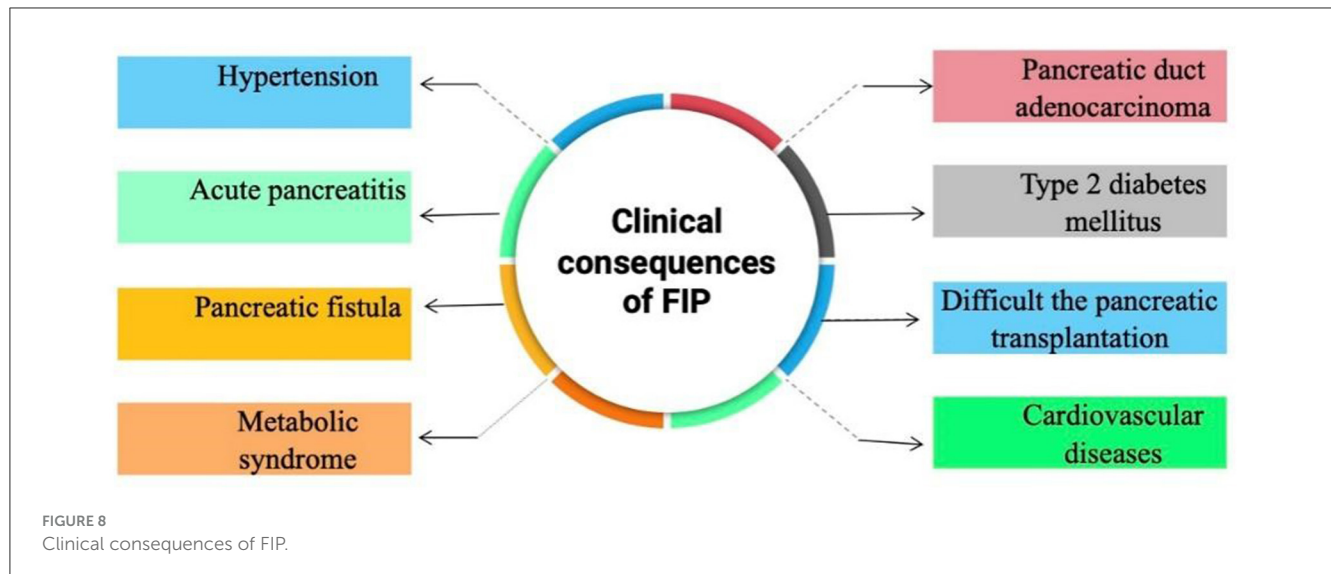 Hypertension
Acute pancreatitis
Pancreatic fistula
Metabolic
syndrome
Clinical
consequences
of FIP
Pancreatic duct
adenocarcinoma
Type 2 diabetes
mellitus
Difficult the pancreatic
transplantation
Cardiovascular
diseases
FIGURE 8
Clinical consequences of FIP.